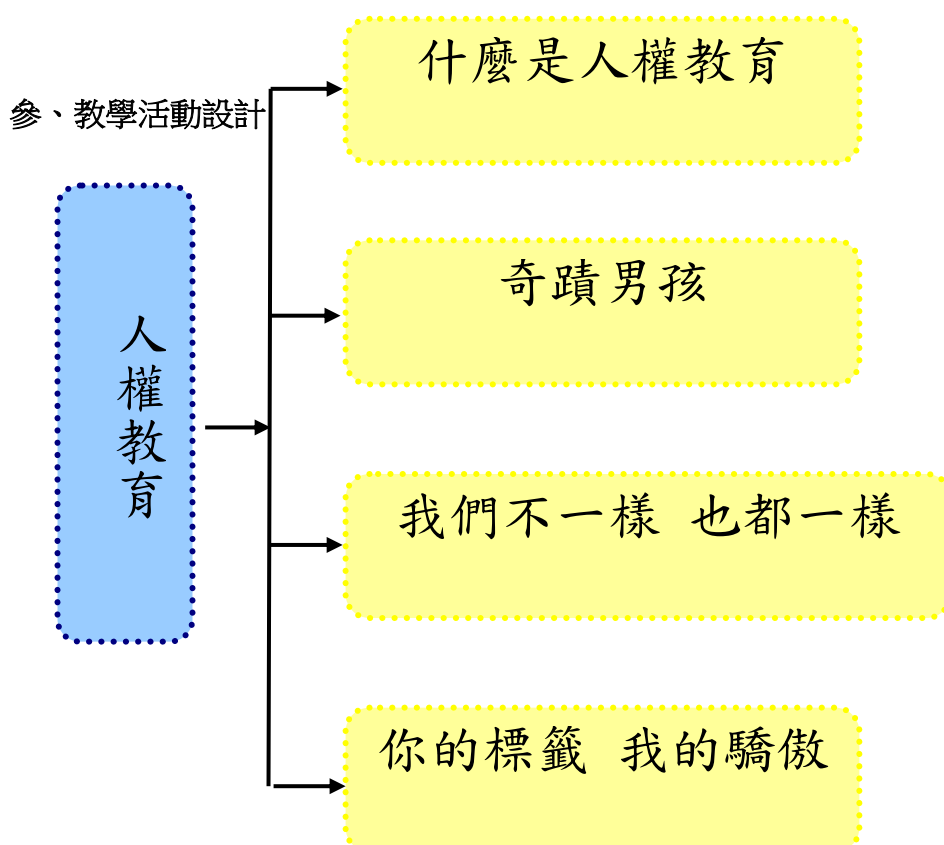 參、教學活動設計
人權教育
什麼是人權教育
奇蹟男孩
我們不一樣 也都一樣
你的標籤 我的驕傲